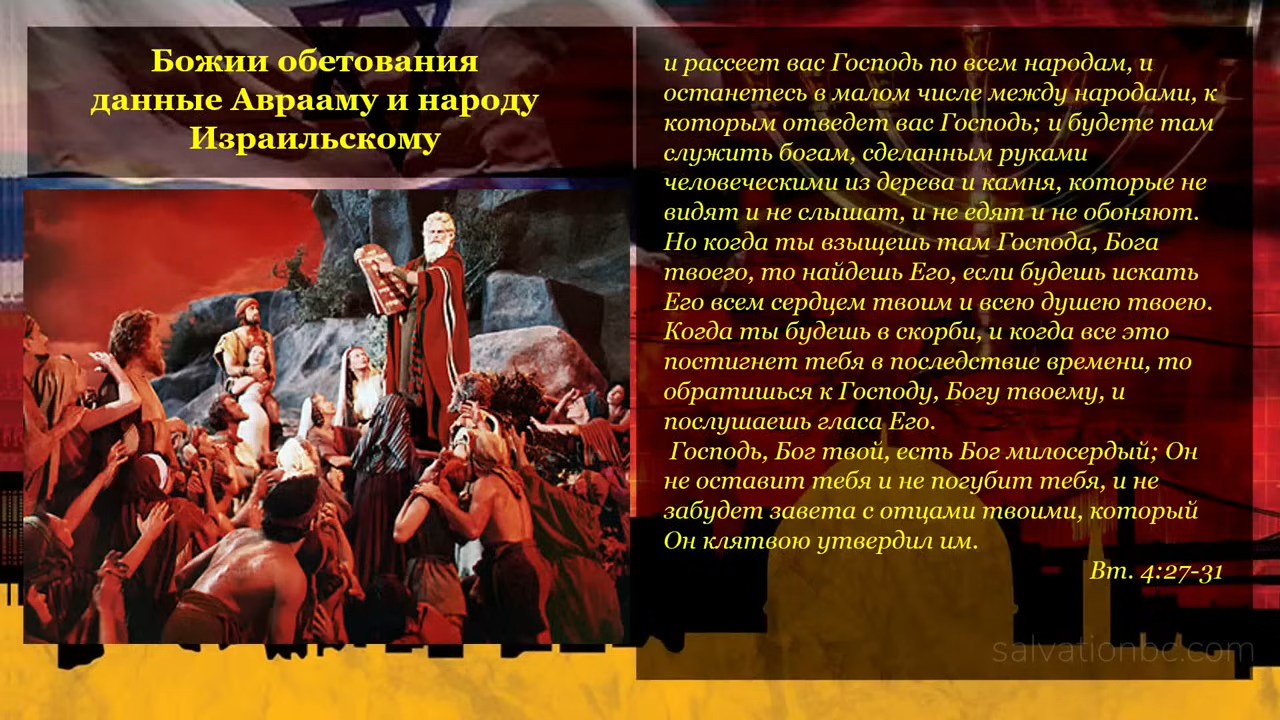 Божии обетования
данные Аврааму и народу
Израильскому
и рассеет вас Господь по всем народам, и
останетесь в малом числе между народами, к
которым отведет вас Господь; и будете там
служить богам, сделанным руками
человеческими из дерева и камня, которые не
видят и не слышат, и не едят и не обоняют.
Но когда ты взыщешь там Господа, Бога
твоего, то найдешь Его, если будешь искать
Его всем сердцем твоим и всею душею твоею.
Когда ты будешь в скорби, и когда все это
постигнет тебя в последствие времени, то
обратишься к Господу, Богу твоему, и
послушаешь гласа Его.
Господь, Бог твой, есть Бог милосердый; Он
не оставит тебя и не погубит тебя, и не
забудет завета с отцами твоими, который
Он клятвою утвердил им.
Вт. 4:27-31
salvationbc.com